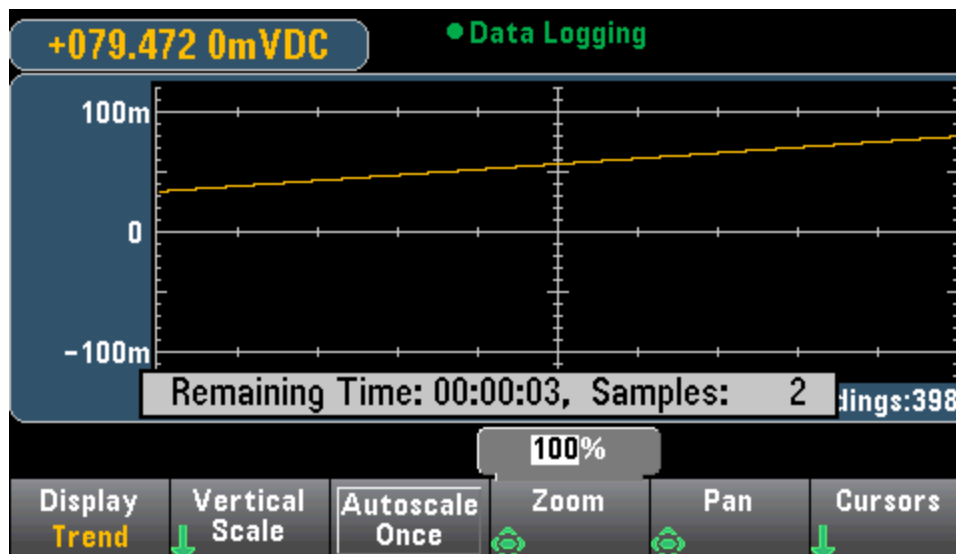 +079.472 0mVDC
Data Logging
100m
0
-100m
Remaining Time: 00:00:03, Samples: 2
dings:398
100%
Display
Trend
Vertical
Scale
Autoscale
Once
Zoom
Pan
Cursors